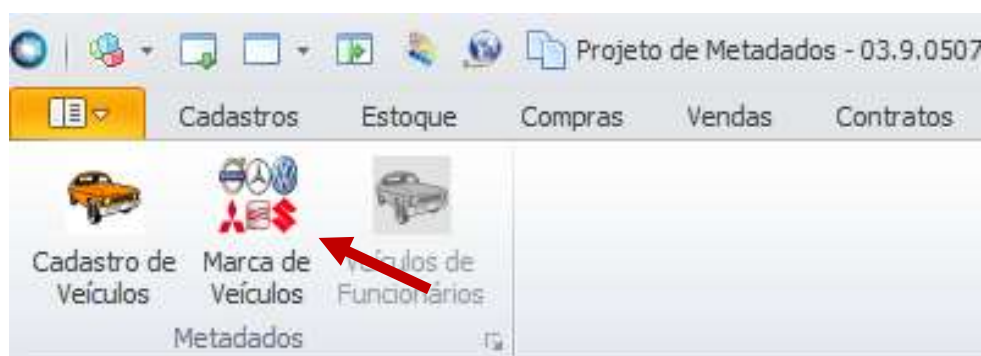 Projeto de Metadados - 03.9.0507
Cadastros Estoque Compras Vendas Contratos
Cadastro de Veículos
Marca de Veículos
Veículos de Funcionários
Metadados